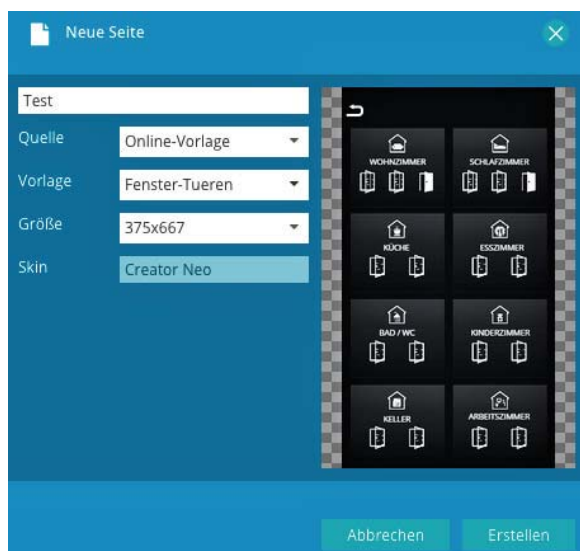 Neue Seite
Test
Quelle
Online-Vorlage
Vorlage
Fenster-Tueren
Größe
375x667
Skin
Creator Neo
WOHNZIMMER
SCHLAFZIMMER
KÜCHE
ESSZIMMER
BAD / WC
KINDERZIMMER
KELLER
ARBEITSZIMMER
Abbrechen
Erstellen